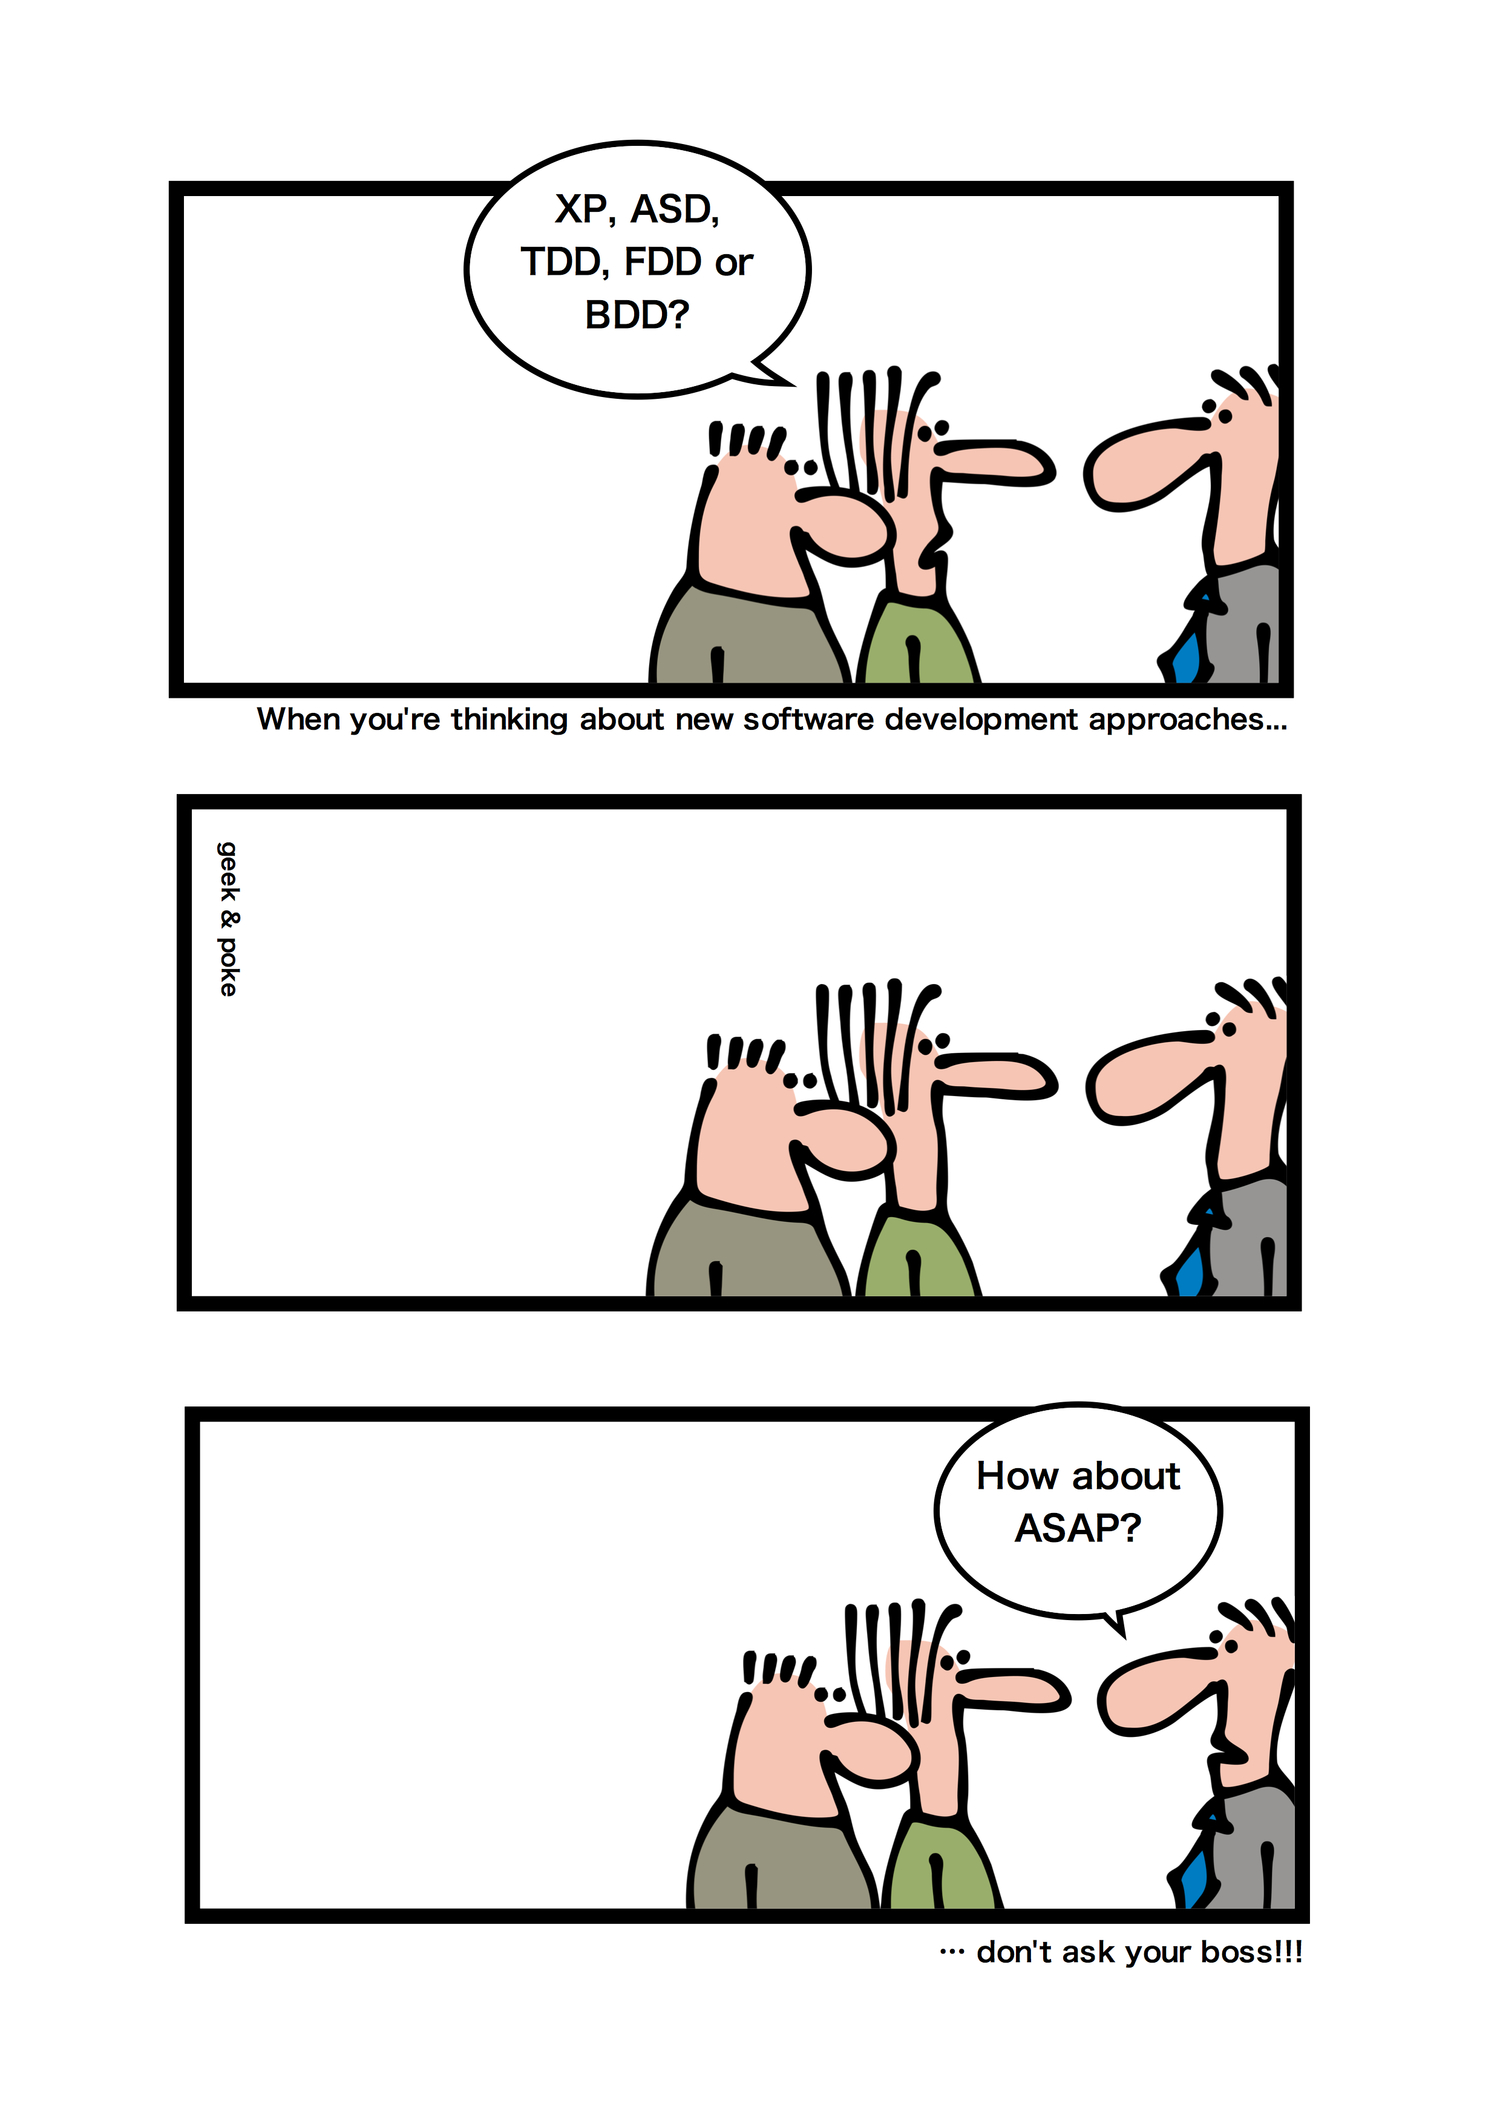 XP, ASD,
TDD, FDD or
BDD?
When you're thinking about new software development approaches...
geek & poke
How about
ASAP?
... don't ask your boss!!!